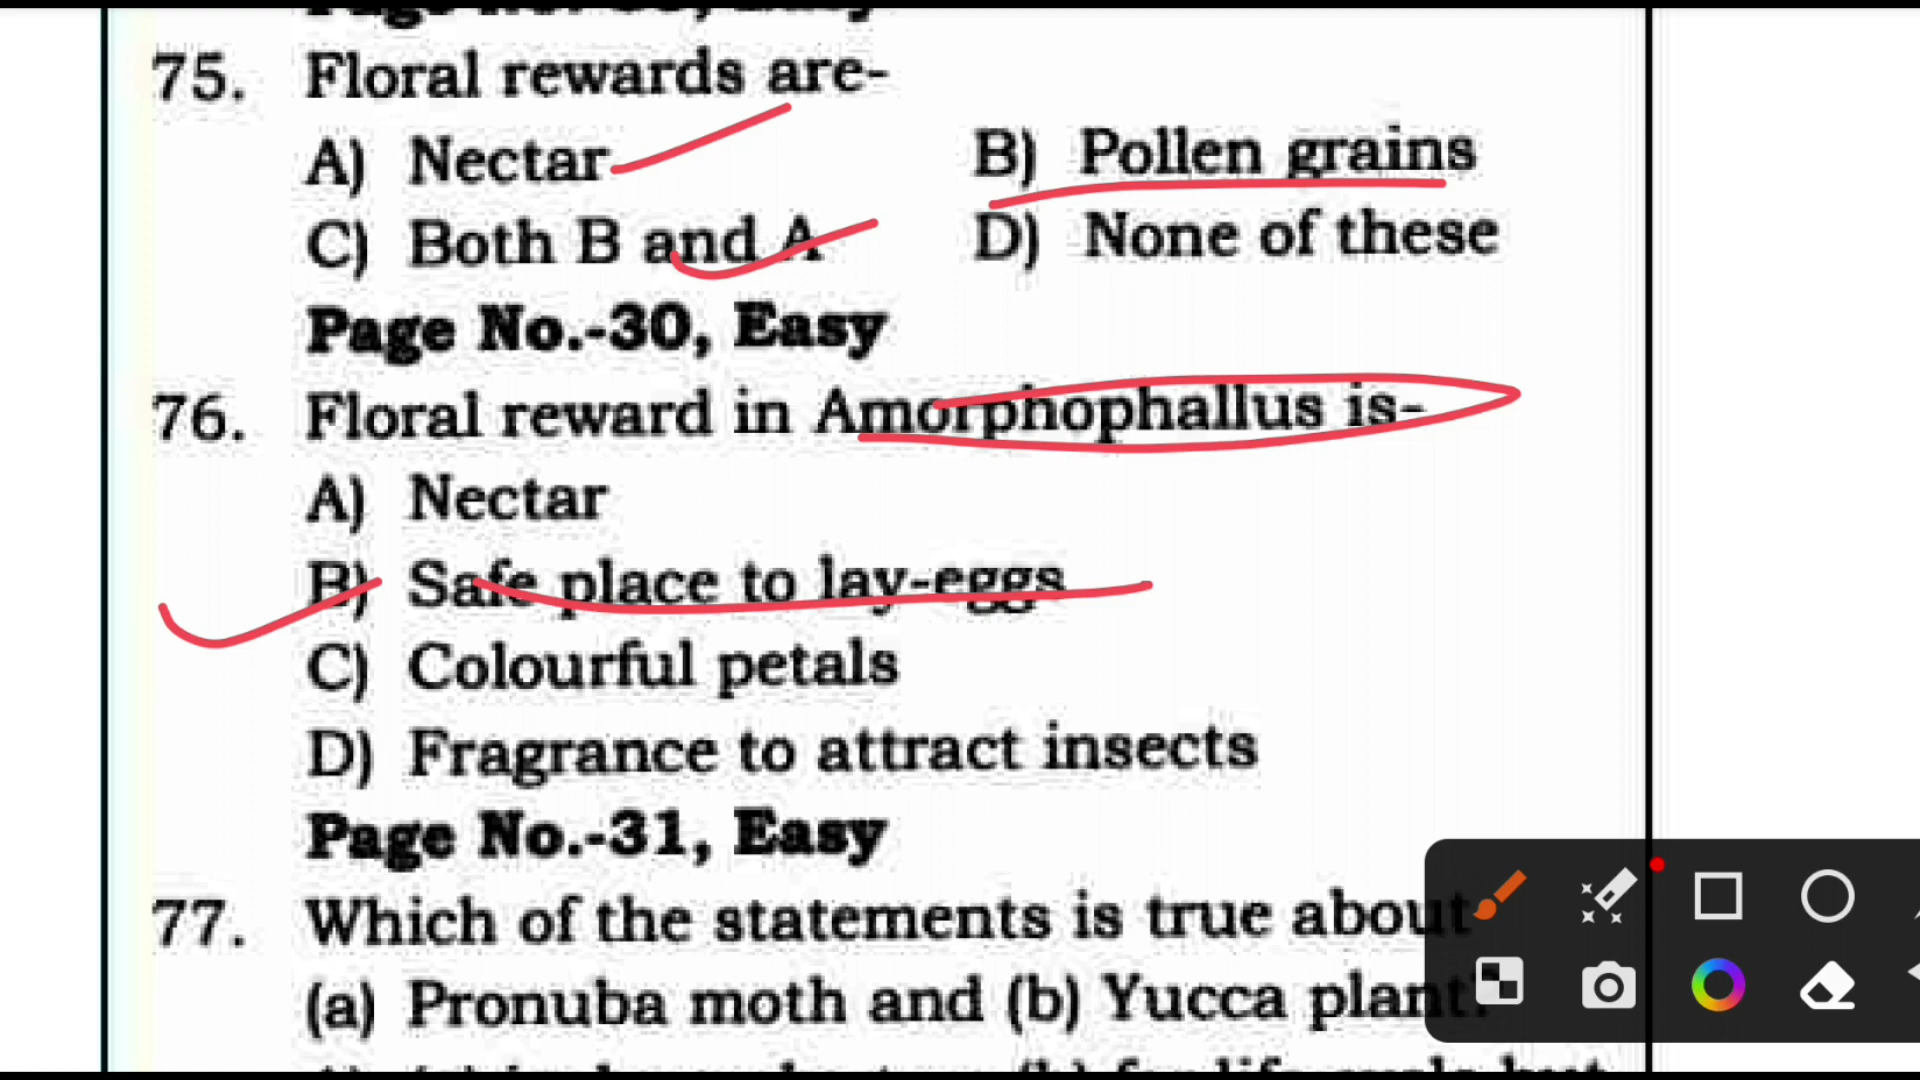 75. Floral rewards are-
A) Nectar B) Pollen grains
C) Both B and A D) None of these
Page No.-30, Easy
76. Floral reward in Amorphophallus is-
A) Nectar
B) Safe place to lay-eggs
C) Colourful petals
D) Fragrance to attract insects
Page No.-31, Easy
77. Which of the statements is true about
(a) Pronuba moth and (b) Yucca plant